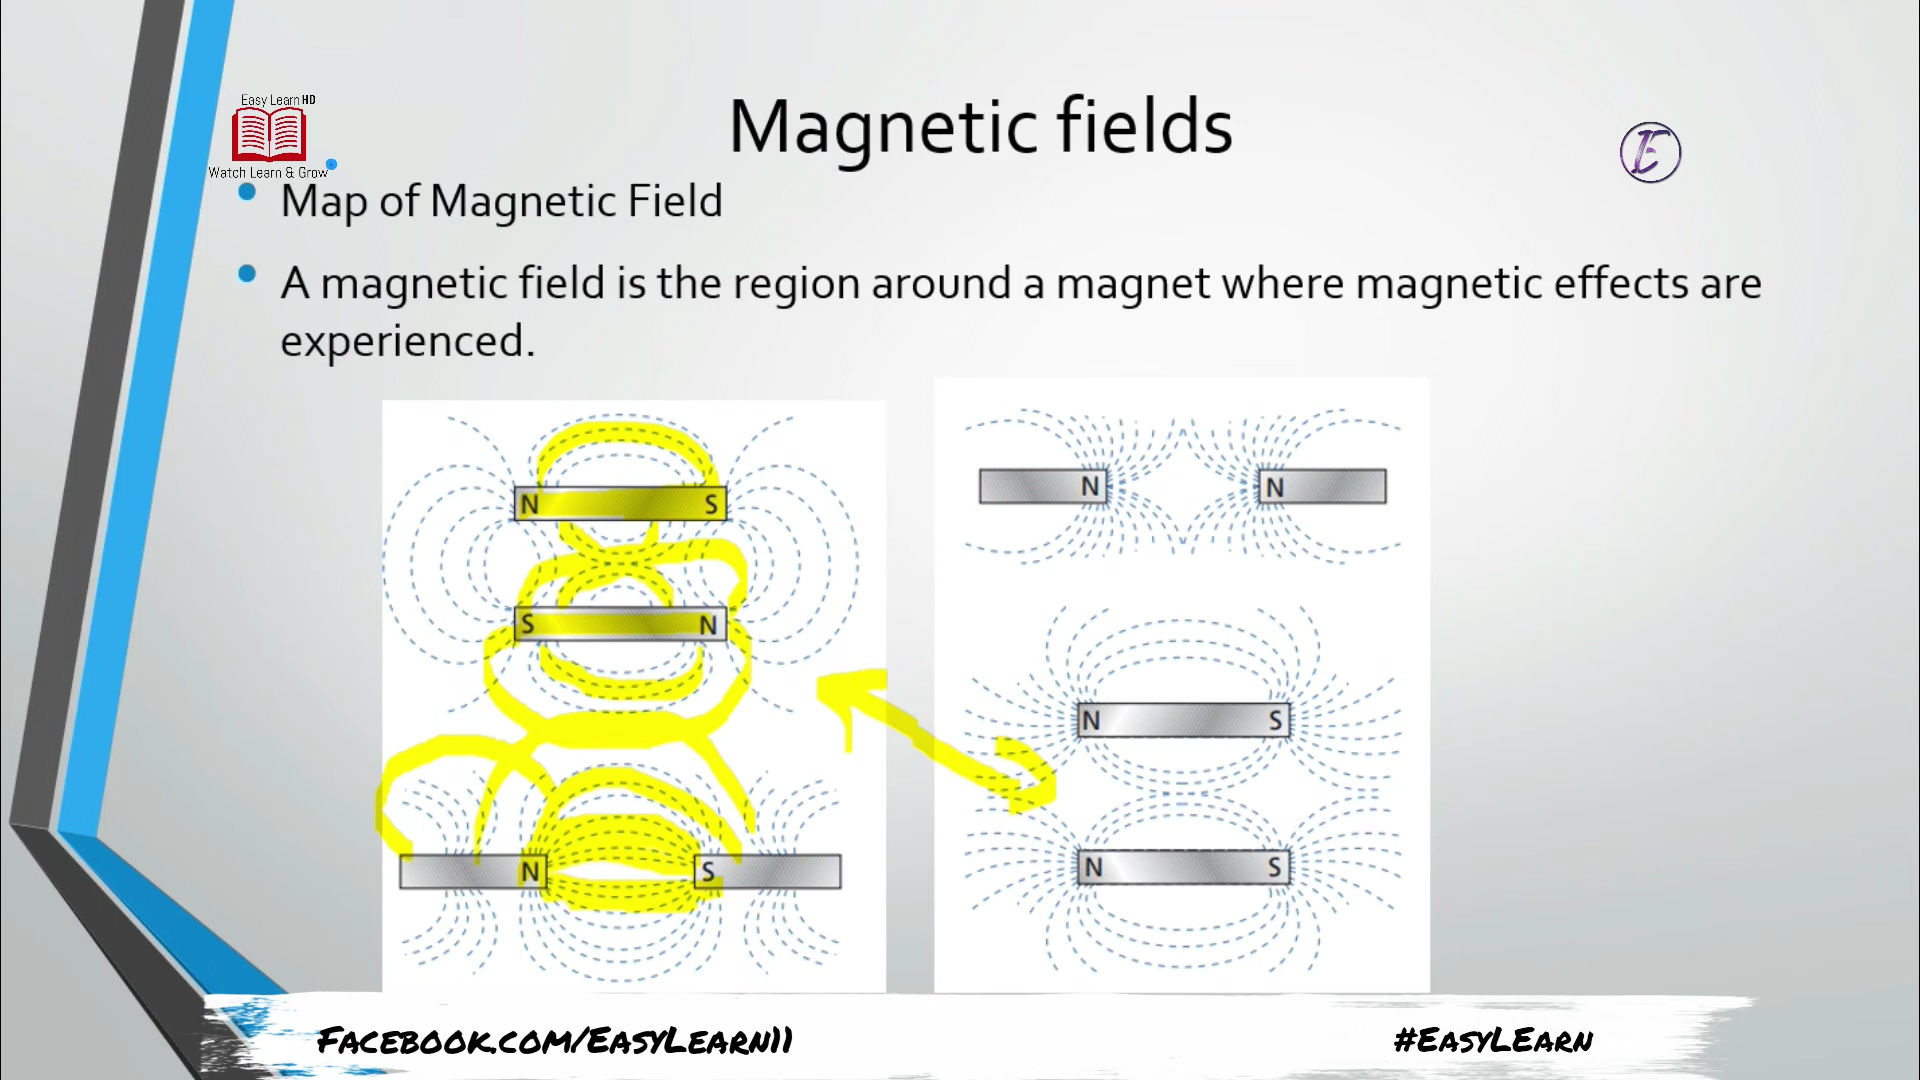 Easy Learn HD
Watch Learn & Grow
Magnetic fields
E
Map of Magnetic Field
A magnetic field is the region around a magnet where magnetic effects are
experienced.
N S
S N
N S
N N
N S
N S
Facebook.com/EasyLearn11
#EasyLEarn